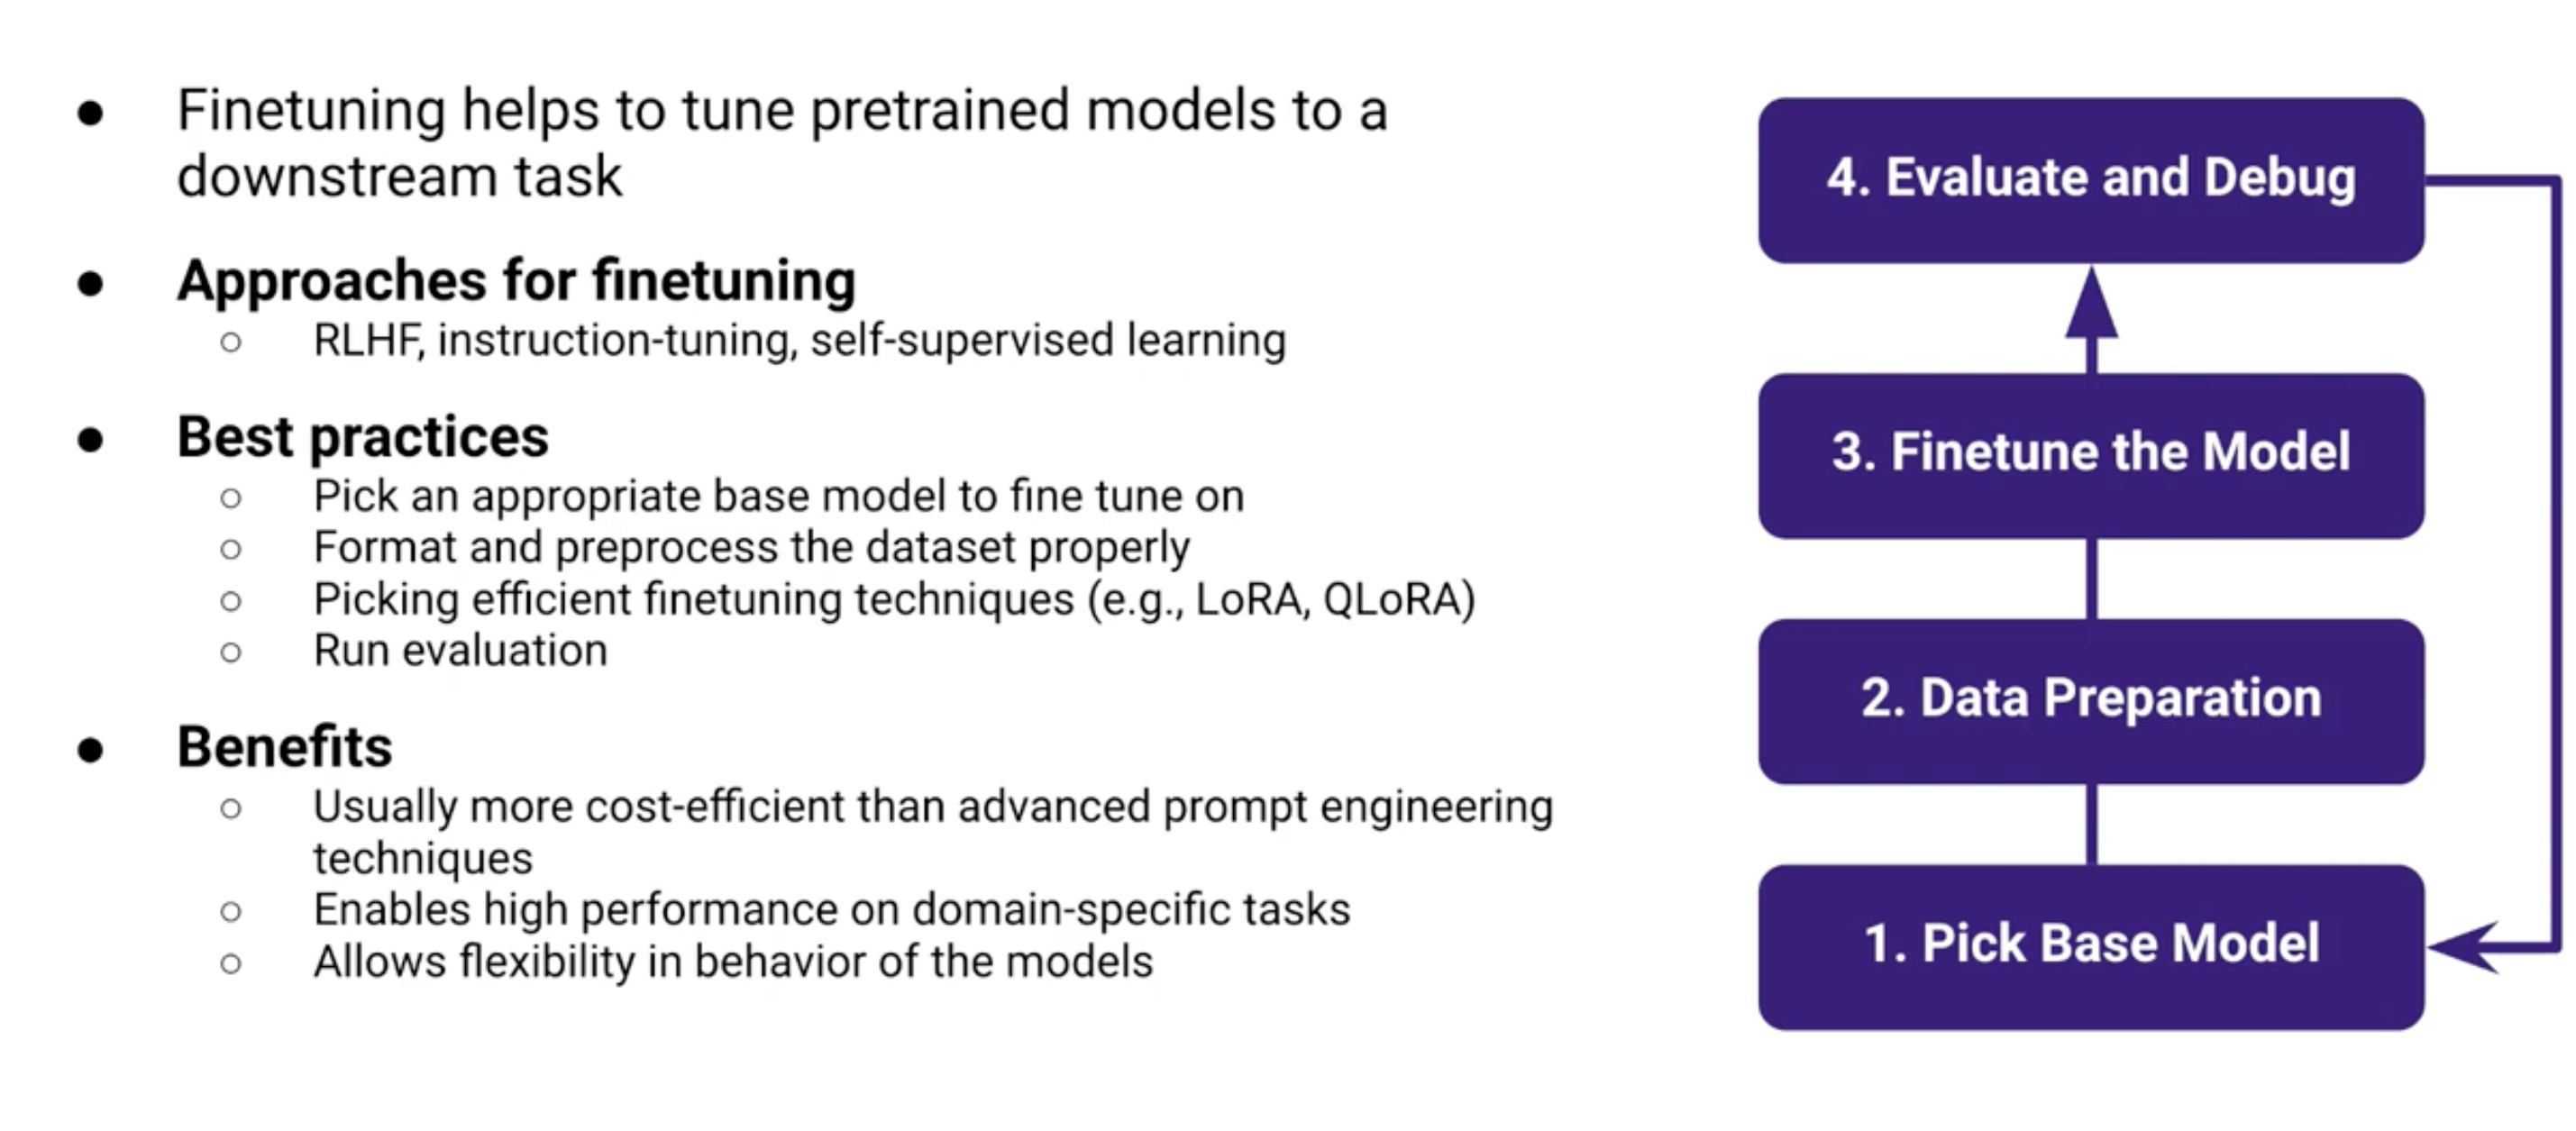 ● Finetuning helps to tune pretrained models to a
downstream task
● Approaches for finetuning
○ RLHF, instruction-tuning, self-supervised learning
● Best practices
○ Pick an appropriate base model to fine tune on
○ Format and preprocess the dataset properly
○ Picking efficient finetuning techniques (e.g., LoRA, QLoRA)
○ Run evaluation
● Benefits
○ Usually more cost-efficient than advanced prompt engineering
techniques
○ Enables high performance on domain-specific tasks
○ Allows flexibility in behavior of the models
4. Evaluate and Debug
3. Finetune the Model
2. Data Preparation
1. Pick Base Model